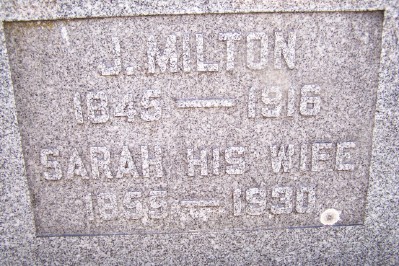 J. MILTON
1845 — 1916
SARAH HIS WIFE
1855 — 1930